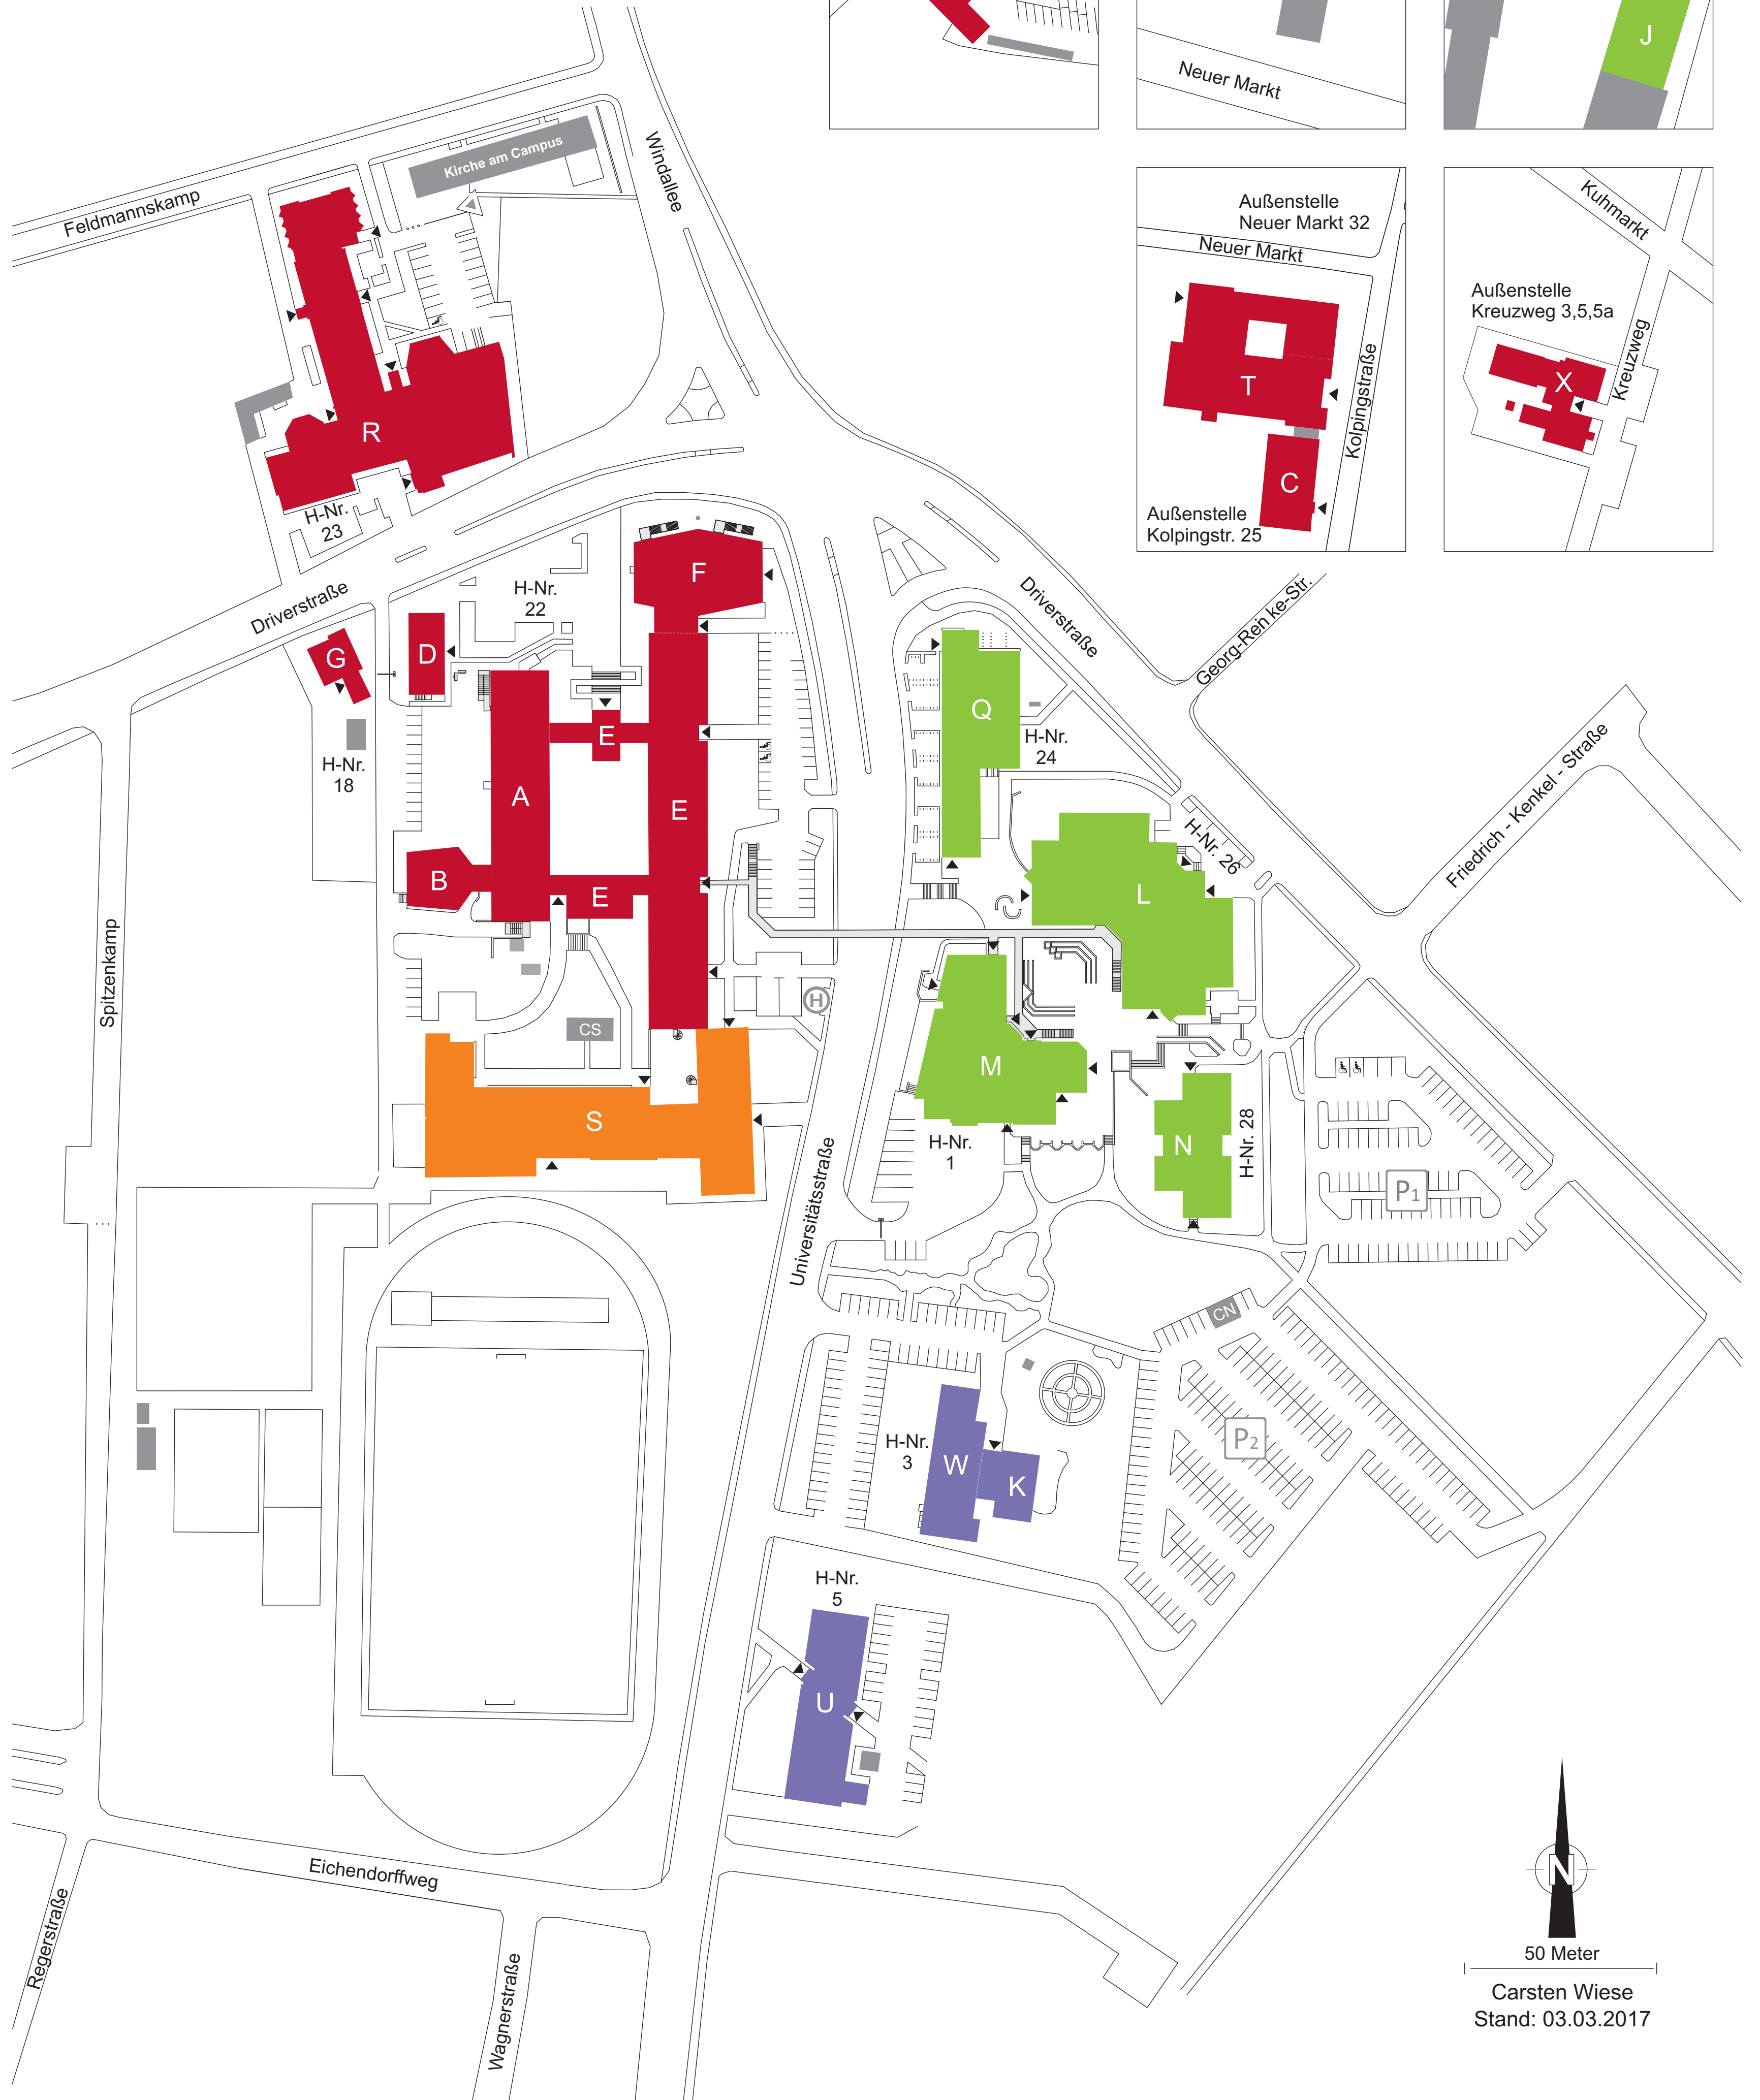 J
Neuer Markt
Kirche am Campus
Windallee
Feldmannskamp
Außenstelle
Neuer Markt 32
Neuer Markt
T
Kolpingstraße
C
Außenstelle
Kolpingstr. 25
Kuhmarkt
Außenstelle
Kreuzweg 3,5,5a
Kreuzweg
X
R
H-Nr.
23
Driverstraße
H-Nr.
22
F
G
D
H-Nr.
18
E
A
E
B
E
Driverstraße
Georg-Rein ke-Str.
Q
H-Nr.
24
H-Nr. 26
L
Friedrich - Kenkel - Straße
Spitzenkamp
CS
H
S
M
H-Nr.
1
N
H-Nr. 28
P1
Universitätsstraße
CN
H-Nr.
3
W
K
P2
H-Nr.
5
U
Eichendorffweg
Regerstraße
Wagnerstraße
N
50 Meter
Carsten Wiese
Stand: 03.03.2017